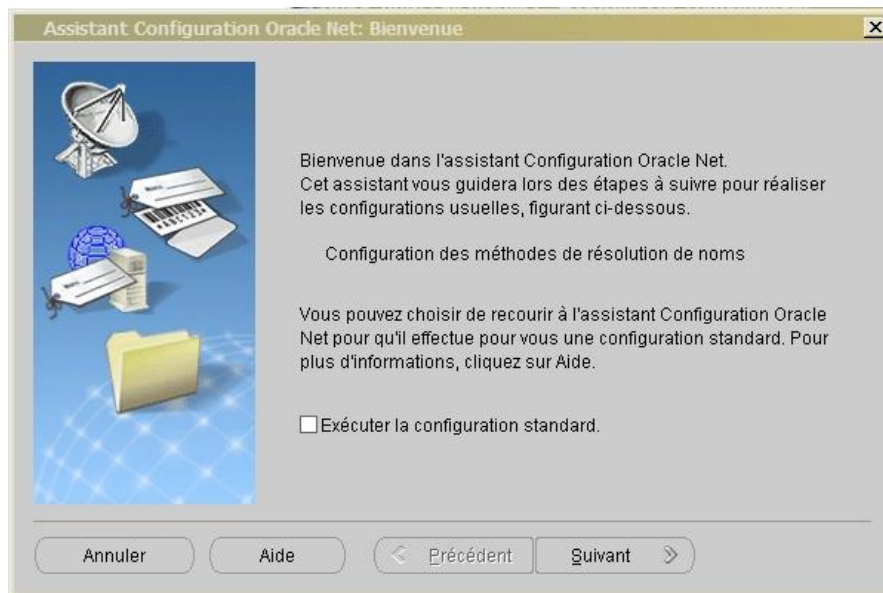 Assistant Configuration Oracle Net: Bienvenue
Bienvenue dans l'assistant Configuration Oracle Net.
Cet assistant vous guidera lors des étapes à suivre pour réaliser
les configurations usuelles, figurant ci-dessous.
Configuration des méthodes de résolution de noms
Vous pouvez choisir de recourir à l'assistant Configuration Oracle
Net pour qu'il effectue pour vous une configuration standard. Pour
plus d'informations, cliquez sur Aide.
Exécuter la configuration standard.
Annuler
Aide
Précédent
Suivant